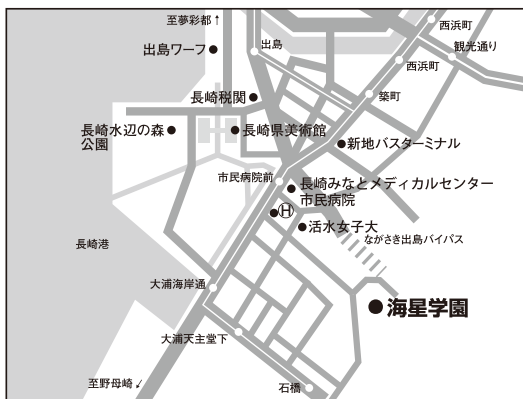 至夢彩都↑
出島ワーフ
出島
西浜町
観光通り
西浜町
築町
長崎税関
長崎水辺の森
公園
長崎県美術館
新地バスターミナル
市民病院前
長崎みなとメディカルセンター
市民病院
Ⓗ
活水女子大
ながさき出島バイパス
長崎港
大浦海岸通
海星学園
大浦天主堂下
至野母崎↙
石橋